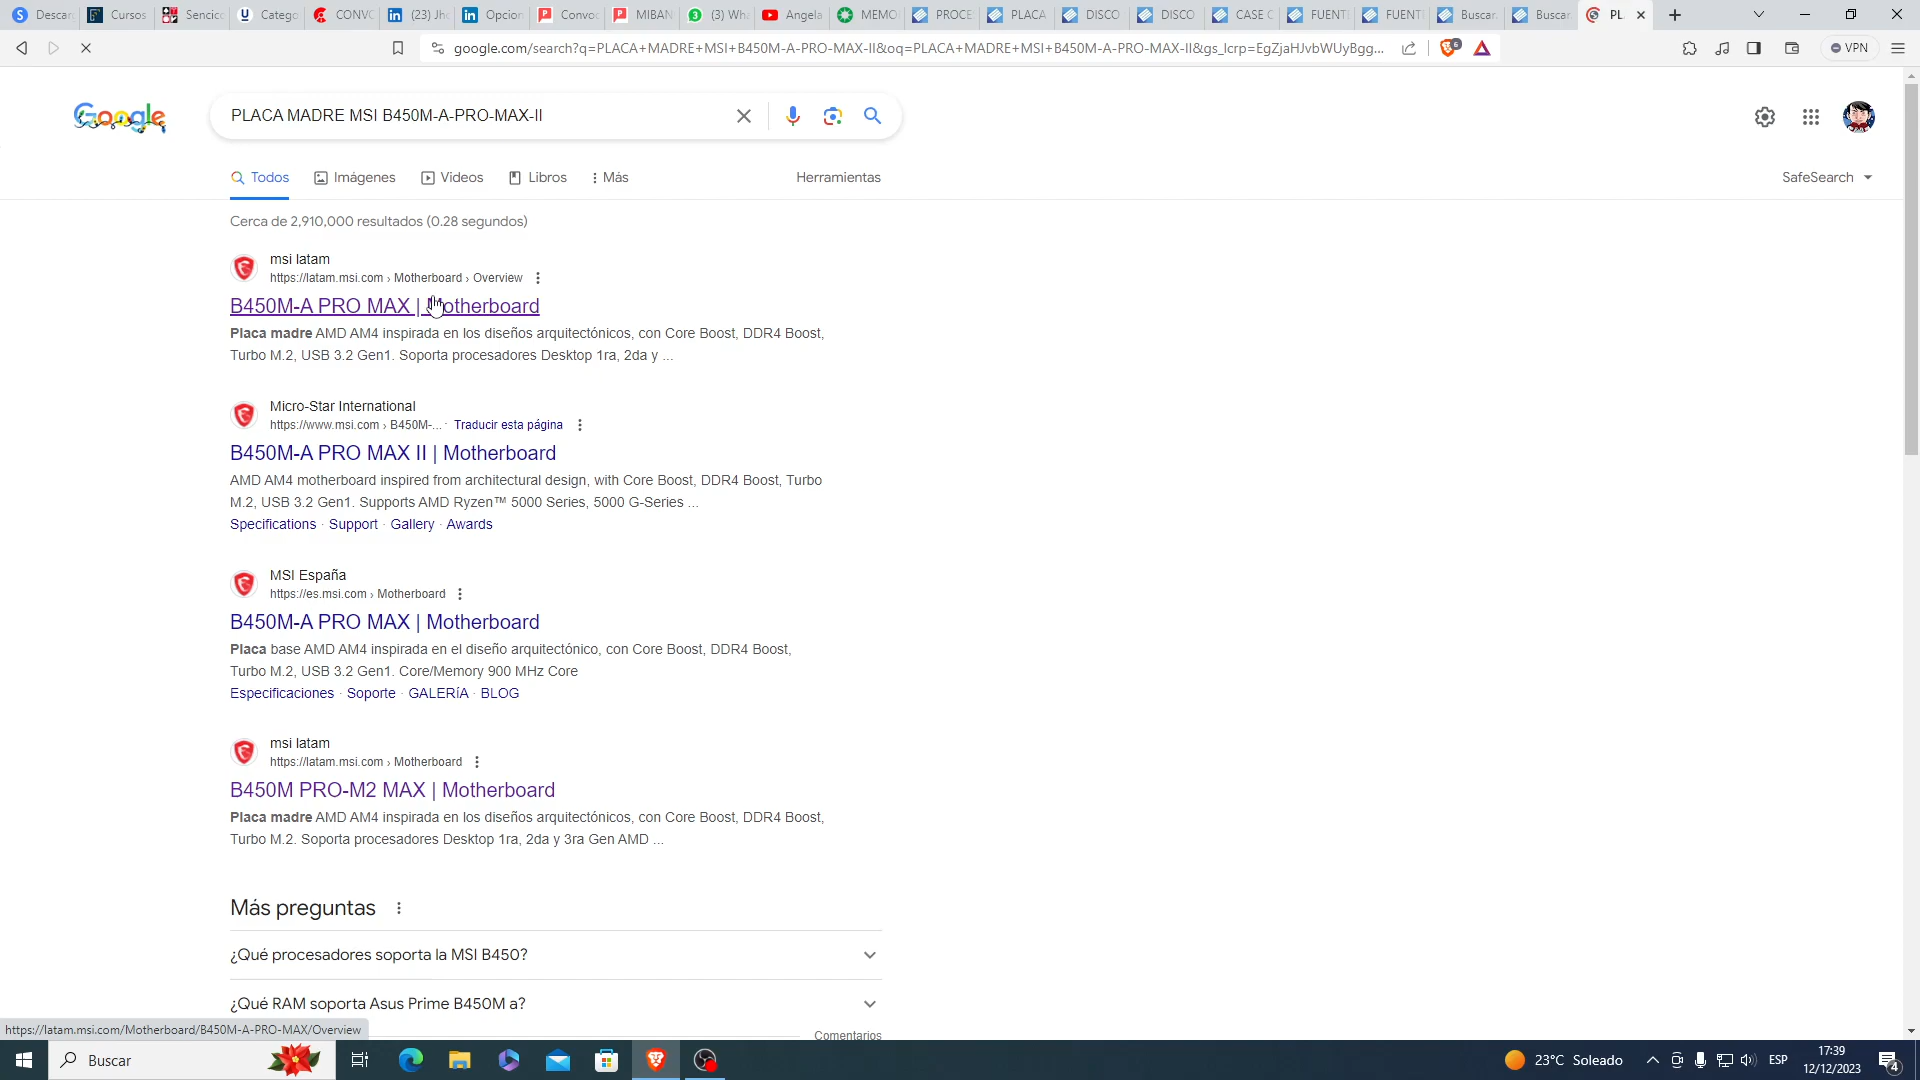 Descar
Cursos
Sencico
Catego
CONVO
(23) Jho
Opcion
Convoc
MIBAN
(3) Wha
Angela
MEMO
PROCE
PLACA
DISCO
DISCO
CASE C
FUENT
FUENT
Buscar.
Buscar
PL
google.com/search?q=PLACA+MADRE+MSI+B450M-A-PRO-MAX-II&oq=PLACA+MADRE+MSI+B450M-A-PRO-MAX-II&gs_lcrp=EgZjaHJvbWUyBgg...
6
VPN
Google
PLACA MADRE MSI B450M-A-PRO-MAX-II
Todos
Imágenes
Videos
Libros
Más
Herramientas
SafeSearch
Cerca de 2,910,000 resultados (0.28 segundos)
msi latam
https://latam.msi.com › Motherboard › Overview
B450M-A PRO MAX | Motherboard
Placa madre AMD AM4 inspirada en los diseños arquitectónicos, con Core Boost, DDR4 Boost,
Turbo M.2, USB 3.2 Gen1. Soporta procesadores Desktop 1ra, 2da y ...
Micro-Star International
https://www.msi.com › B450M-... · Traducir esta página
B450M-A PRO MAX II | Motherboard
AMD AM4 motherboard inspired from architectural design, with Core Boost, DDR4 Boost, Turbo
M.2, USB 3.2 Gen1. Supports AMD Ryzen™ 5000 Series, 5000 G-Series ...
Specifications · Support · Gallery · Awards
MSI España
https://es.msi.com › Motherboard
B450M-A PRO MAX | Motherboard
Placa base AMD AM4 inspirada en el diseño arquitectónico, con Core Boost, DDR4 Boost,
Turbo M.2, USB 3.2 Gen1. Core/Memory 900 MHz Core
Especificaciones · Soporte · GALERíA · BLOG
msi latam
https://latam.msi.com › Motherboard
B450M PRO-M2 MAX | Motherboard
Placa madre AMD AM4 inspirada en los diseños arquitectónicos, con Core Boost, DDR4 Boost,
Turbo M.2. Soporta procesadores Desktop 1ra, 2da y 3ra Gen AMD ...
Más preguntas
¿Qué procesadores soporta la MSI B450?
¿Qué RAM soporta Asus Prime B450M a?
Comentarios
https://latam.msi.com/Motherboard/B450M-A-PRO-MAX/Overview
Buscar
23°C Soleado
ESP
17:39
12/12/2023
4